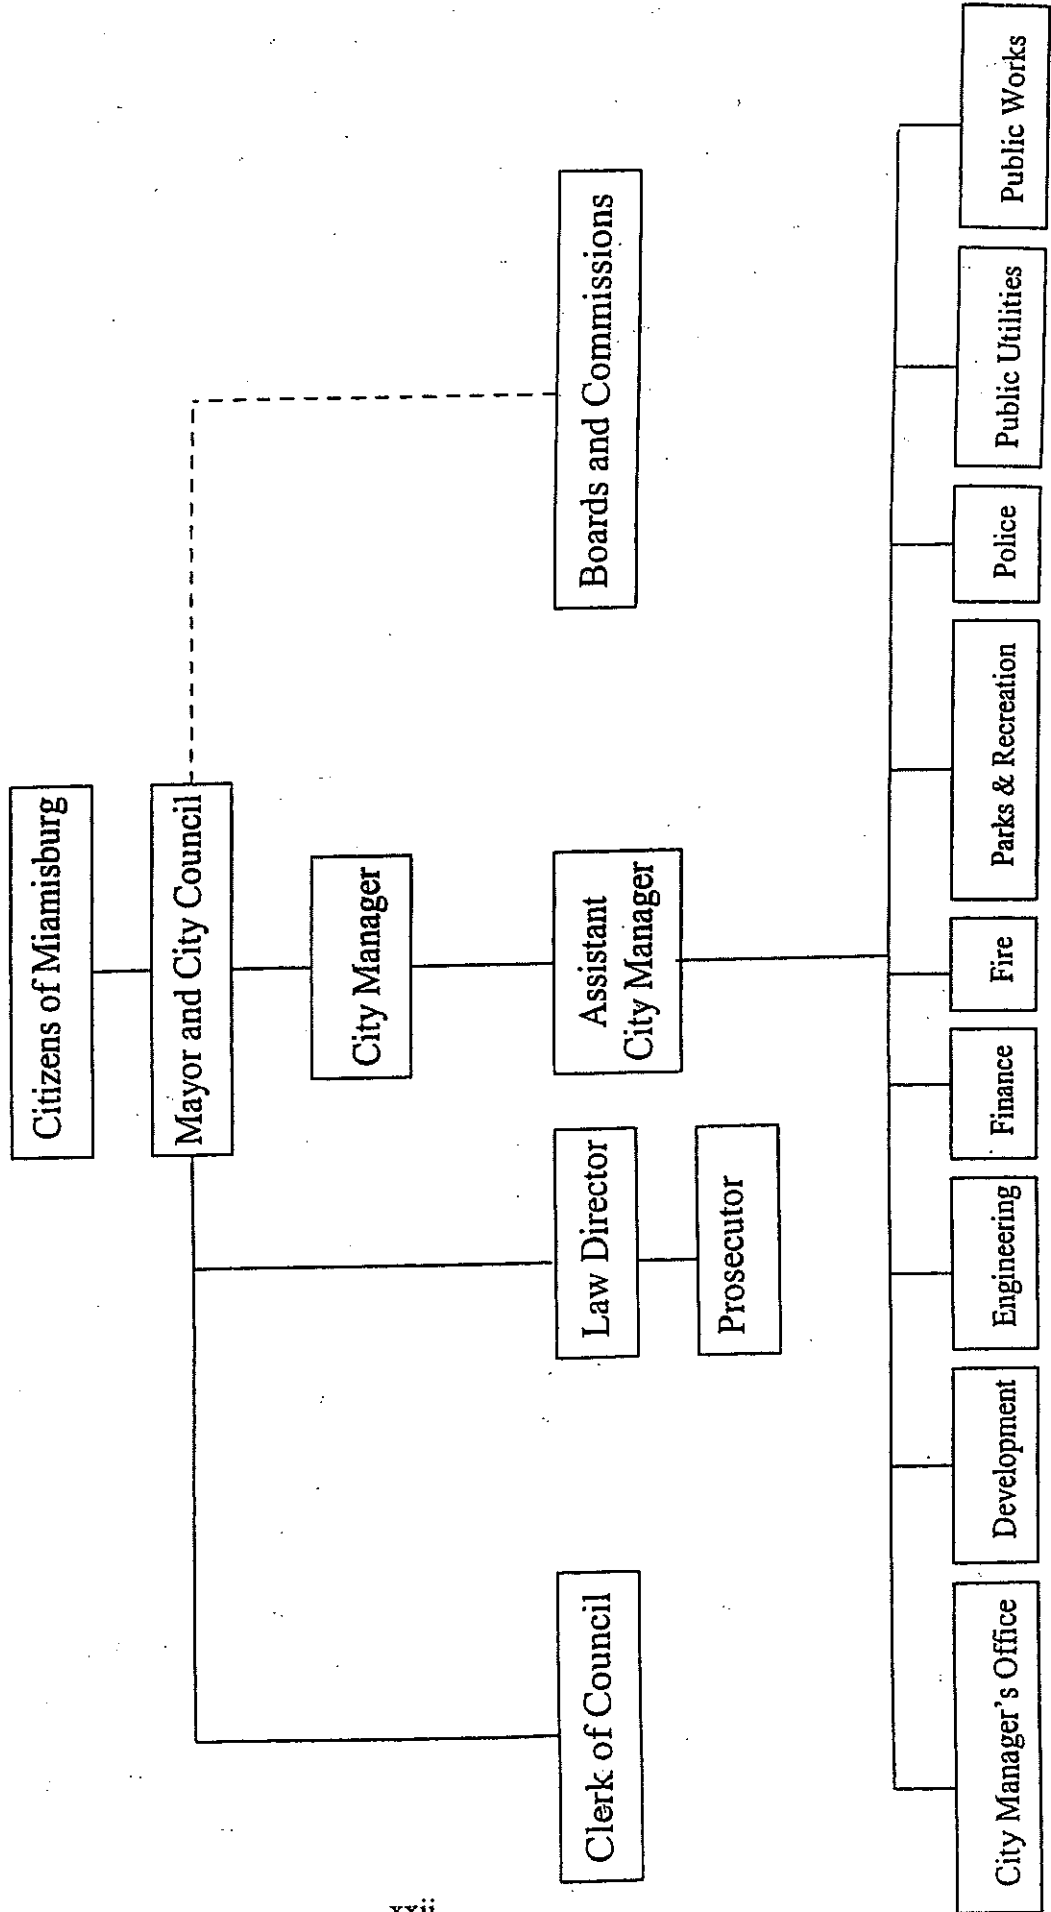 Citizens of Miamisburg
Mayor and City Council
City Manager
Clerk of Council
Law Director
Assistant
City Manager
Boards and Commissions
Prosecutor
City Manager's Office
Development
Engineering
Finance
Fire
Parks & Recreation
Police
Public Utilities
Public Works
xxii